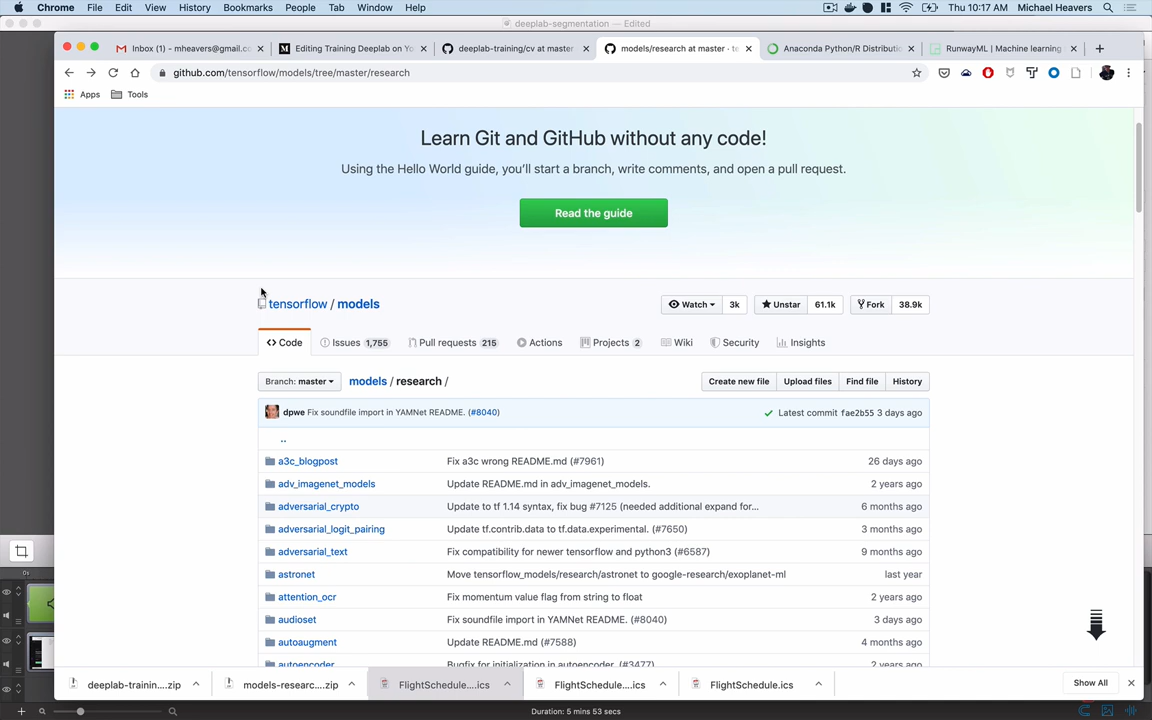 Chrome File Edit View History Bookmarks People Tab Window Help Thu 10:17 AM Michael Heavers
deeplab-segmentation — Edited
Inbox (1) - mheavers@gmail.c Editing Training Deeplab on Yo deeplab-training/cv at master models/research at master · te Anaconda Python/R Distributi RunwayML | Machine learning
github.com/tensorflow/models/tree/master/research
Apps Tools
Learn Git and GitHub without any code!
Using the Hello World guide, you'll start a branch, write comments, and open a pull request.
Read the guide
tensorflow / models
Watch 3k Unstar 61.1k Fork 38.9k
Code Issues 1,755 Pull requests 215 Actions Projects 2 Wiki Security Insights
Branch: master models / research / Create new file Upload files Find file History
dpwe Fix soundfile import in YAMNet README. (#8040) Latest commit fae2b55 3 days ago
..
a3c_blogpost Fix a3c wrong README.md (#7961) 26 days ago
adv_imagenet_models Update README.md in adv_imagenet_models. 2 years ago
adversarial_crypto Update to tf 1.14 syntax, fix bug #7125 (needed additional expand for... 6 months ago
adversarial_logit_pairing Update tf.contrib.data to tf.data.experimental. (#7650) 3 months ago
adversarial_text Fix compatibility for newer tensorflow and python3 (#6587) 9 months ago
astronet Move tensorflow_models/research/astronet to google-research/exoplanet-ml last year
attention_ocr Fix momentum value flag from string to float 2 years ago
audioset Fix soundfile import in YAMNet README. (#8040) 3 days ago
autoaugment Update README.md (#7588) 4 months ago
autoencoder Bugfix for initialization in autoencoder. (#3477) 2 years ago
deeplab-trainin....zip models-researc....zip FlightSchedule....ics FlightSchedule....ics FlightSchedule.ics Show All
0s
Duration: 5 mins 53 secs